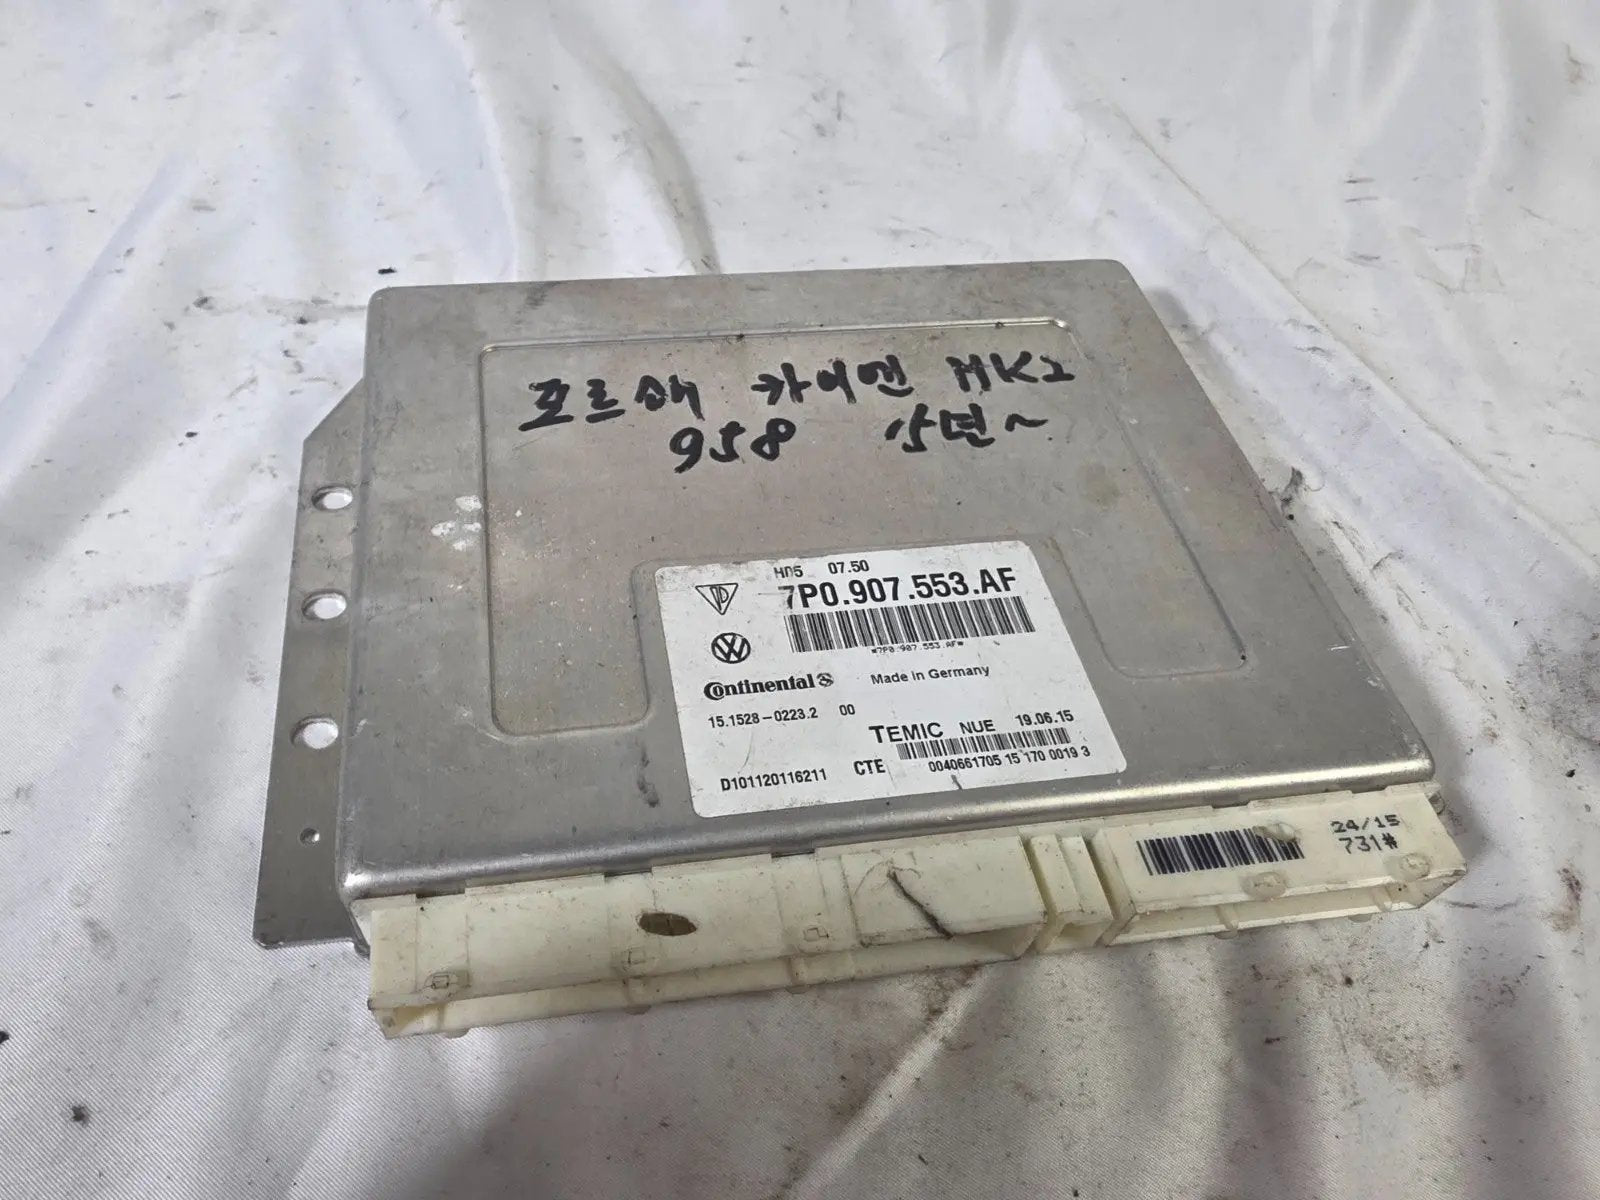 포르쉐 카이엔 MK2
958 15년~
H05 07.50
7P0.907.553.AF
*7P0.907.553.AF*
Continental
Made in Germany
15.1528-0223.2 00
TEMIC NUE 19.06.15
D101120116211 CTE 0040661705 15 170 0019 3
24/15
731#